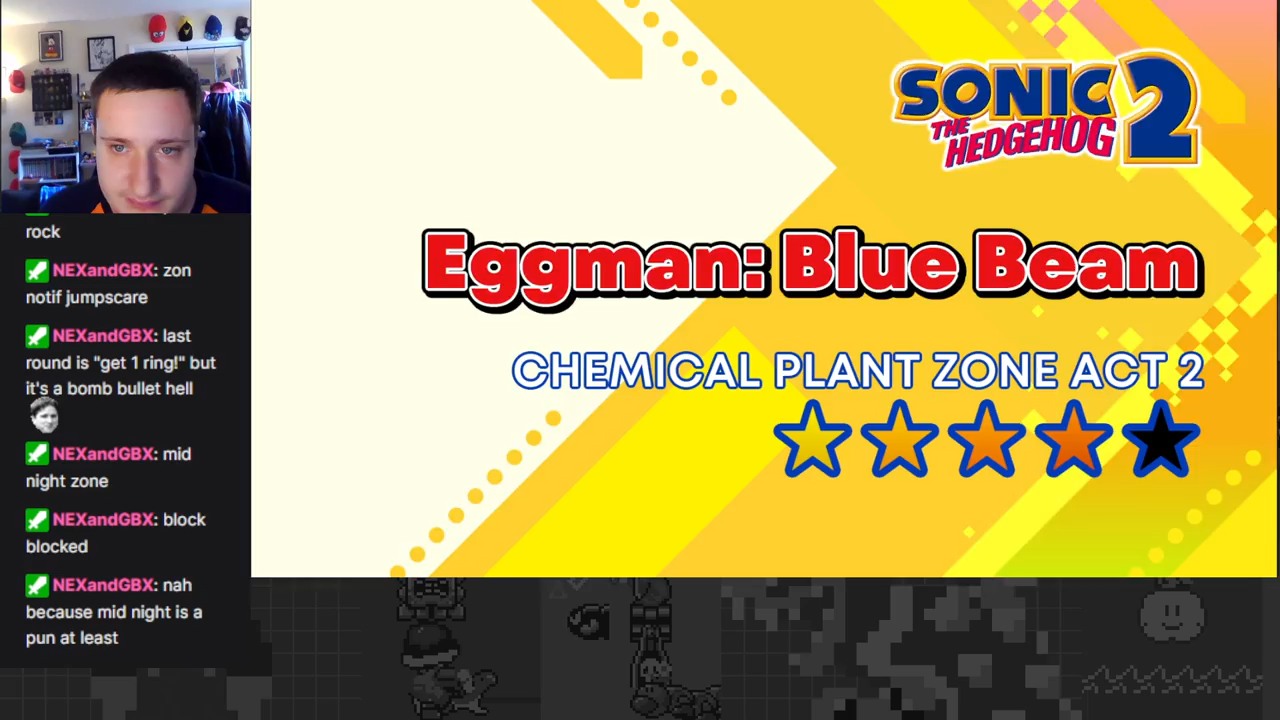 rock
NEXandGBX: zon
notif jumpscare
NEXandGBX: last
round is "get 1 ring!" but
it's a bomb bullet hell
NEXandGBX: mid
night zone
NEXandGBX: block
blocked
NEXandGBX: nah
because mid night is a
pun at least
SONIC
THE
HEDGEHOG
2
Eggman: Blue Beam
CHEMICAL PLANT ZONE ACT 2